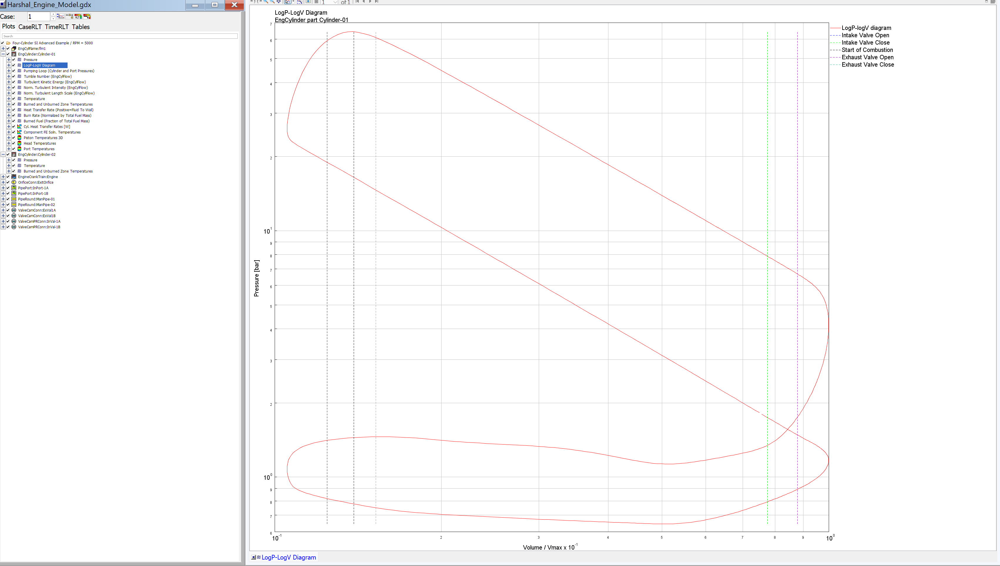 Harshal_Engine_Model.gdx
Case: 1
Plots CaseRLT TimeRLT Tables
Search
Four-Cylinder SI Advanced Example / RPM = 5000
EngCylFlame:flm1
EngCylinder:Cylinder-01
Pressure
LogP-LogV Diagram
Pumping Loop (Cylinder and Port Pressures)
Tumble Number (EngCylFlow)
Turbulent Kinetic Energy (EngCylFlow)
Norm. Turbulent Intensity (EngCylFlow)
Norm. Turbulent Length Scale (EngCylFlow)
Temperature
Burned and Unburned Zone Temperatures
Heat Transfer Rate (Positive=Fluid To Wall)
Burn Rate (Normalized by Total Fuel Mass)
Burned Fuel (Fraction of Total Fuel Mass)
Cyl. Heat Transfer Rates [W]
Component FE Soln. Temperatures
Piston Temperatures 3D
Head Temperatures
Port Temperatures
EngCylinder:Cylinder-02
Pressure
Temperature
Burned and Unburned Zone Temperatures
EngineCrankTrain:Engine
OrificeConn:ExitOrifice
PipePort:InPort-1A
PipePort:InPort-1B
PipeRound:ManPipe-01
PipeRound:ManPipe-02
ValveCamConn:ExVal1A
ValveCamConn:ExVal1B
ValveCamPRConn:InVal-1A
ValveCamPRConn:InVal-1B
1 of 1
LogP-LogV Diagram
EngCylinder part Cylinder-01
7
6
5
4
3
2
10^1
9
8
7
6
5
4
3
2
10^0
9
8
7
6
Pressure [bar]
10^-1 2 3 4 5 6 7 8 9 10^0
Volume / Vmax x 10^-1
LogP-logV diagram
Intake Valve Open
Intake Valve Close
Start of Combustion
Exhaust Valve Open
Exhaust Valve Close
LogP-LogV Diagram